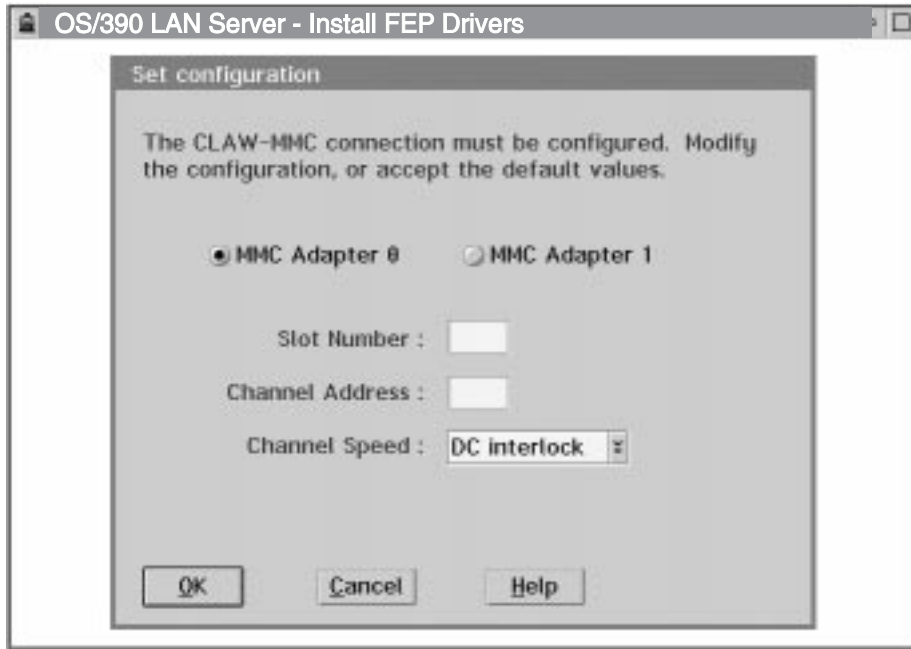 OS/390 LAN Server - Install FEP Drivers
Set configuration
The CLAW-MMC connection must be configured. Modify
the configuration, or accept the default values.
MMC Adapter 0 MMC Adapter 1
Slot Number :
Channel Address :
Channel Speed : DC interlock
OK Cancel Help